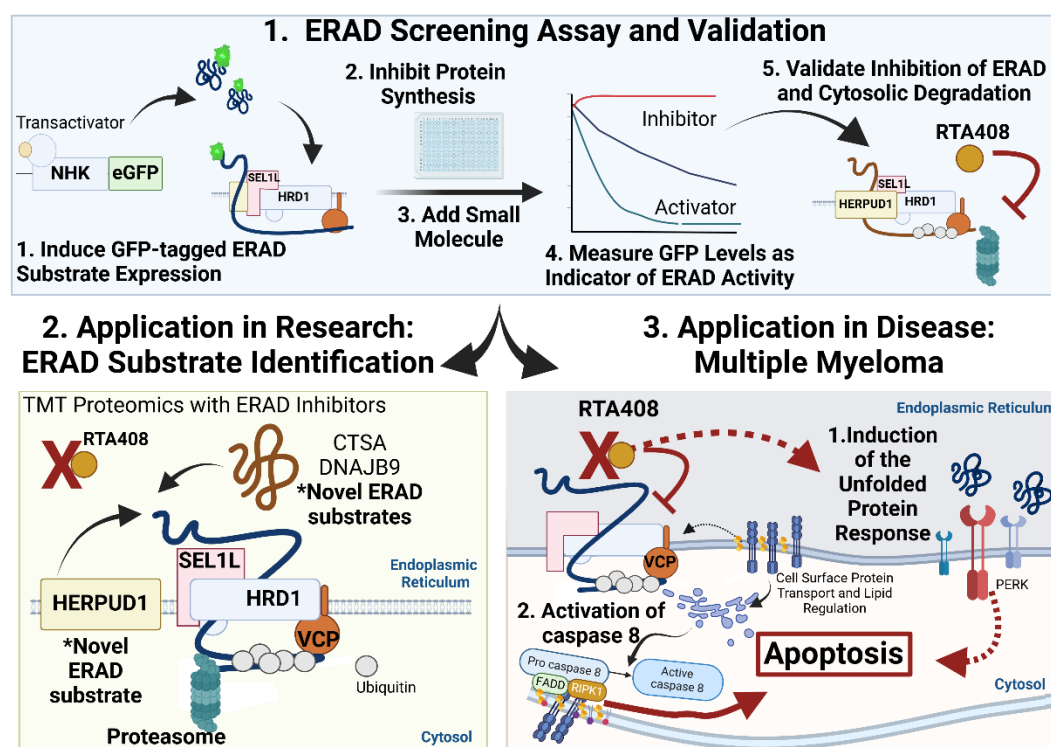 1. ERAD Screening Assay and Validation
Transactivator
NHK
eGFP
1. Induce GFP-tagged ERAD
Substrate Expression
SEL1L
HRD1
2. Inhibit Protein
Synthesis
3. Add Small
Molecule
Inhibitor
Activator
4. Measure GFP Levels as
Indicator of ERAD Activity
5. Validate Inhibition of ERAD
and Cytosolic Degradation
RTA408
SEL1L
HERPUD1
HRD1
2. Application in Research:
ERAD Substrate Identification
TMT Proteomics with ERAD Inhibitors
RTA408
CTSA
DNAJB9
*Novel ERAD
substrates
SEL1L
Endoplasmic
Reticulum
HERPUD1
HRD1
*Novel
ERAD
substrate
VCP
Ubiquitin
Proteasome
Cytosol
3. Application in Disease:
Multiple Myeloma
RTA408
Endoplasmic Reticulum
1.Induction
of the
Unfolded
Protein
Response
VCP
PERK
Cell Surface Protein
Transport and Lipid
Regulation
2. Activation of
caspase 8
Pro caspase 8
FADD
RIPK1
Active
caspase 8
Apoptosis
Cytosol